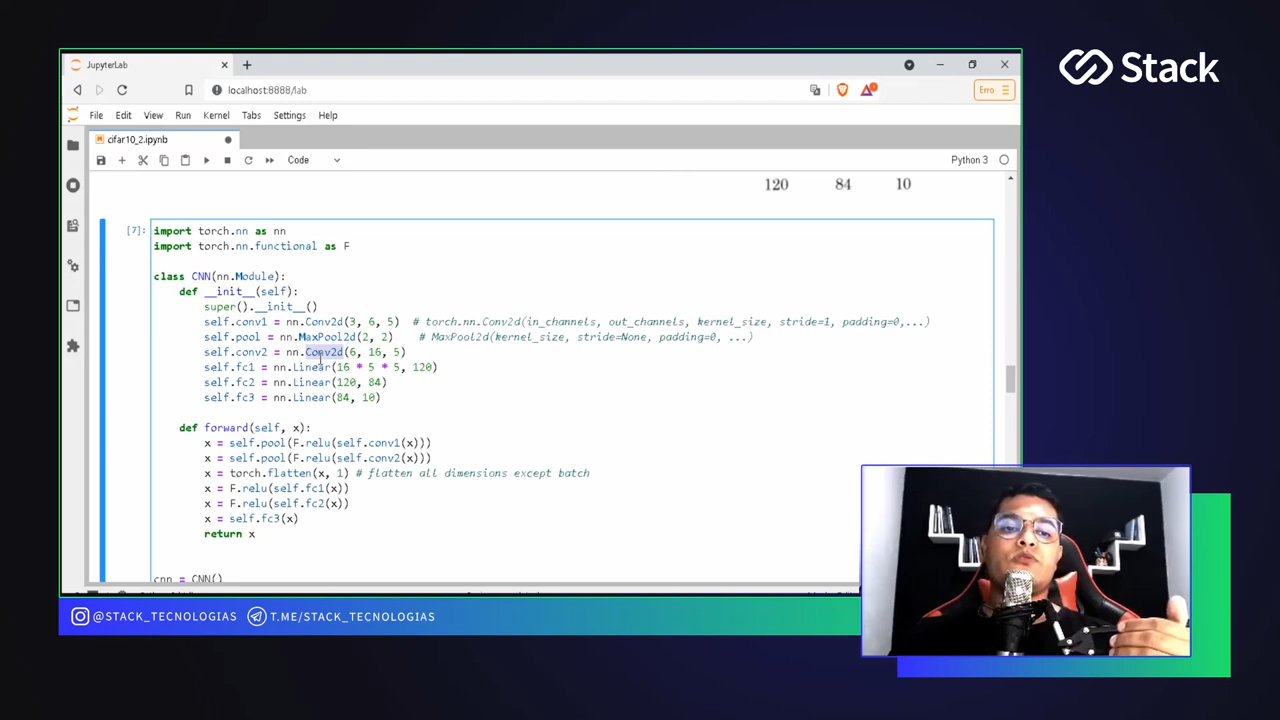 Stack
JupyterLab
localhost:8888/lab
Erro
File Edit View Run Kernel Tabs Settings Help
cifar10_2.ipynb
Code
Python 3
120 84 10
[7]:
import torch.nn as nn
import torch.nn.functional as F
class CNN(nn.Module):
def __init__(self):
super().__init__()
self.conv1 = nn.Conv2d(3, 6, 5) # torch.nn.Conv2d(in_channels, out_channels, kernel_size, stride=1, padding=0,...)
self.pool = nn.MaxPool2d(2, 2) # MaxPool2d(kernel_size, stride=None, padding=0, ...)
self.conv2 = nn.Conv2d(6, 16, 5)
self.fc1 = nn.Linear(16 * 5 * 5, 120)
self.fc2 = nn.Linear(120, 84)
self.fc3 = nn.Linear(84, 10)
def forward(self, x):
x = self.pool(F.relu(self.conv1(x)))
x = self.pool(F.relu(self.conv2(x)))
x = torch.flatten(x, 1) # flatten all dimensions except batch
x = F.relu(self.fc1(x))
x = F.relu(self.fc2(x))
x = self.fc3(x)
return x
cnn = CNN()
@STACK_TECNOLOGIAS T.ME/STACK_TECNOLOGIAS